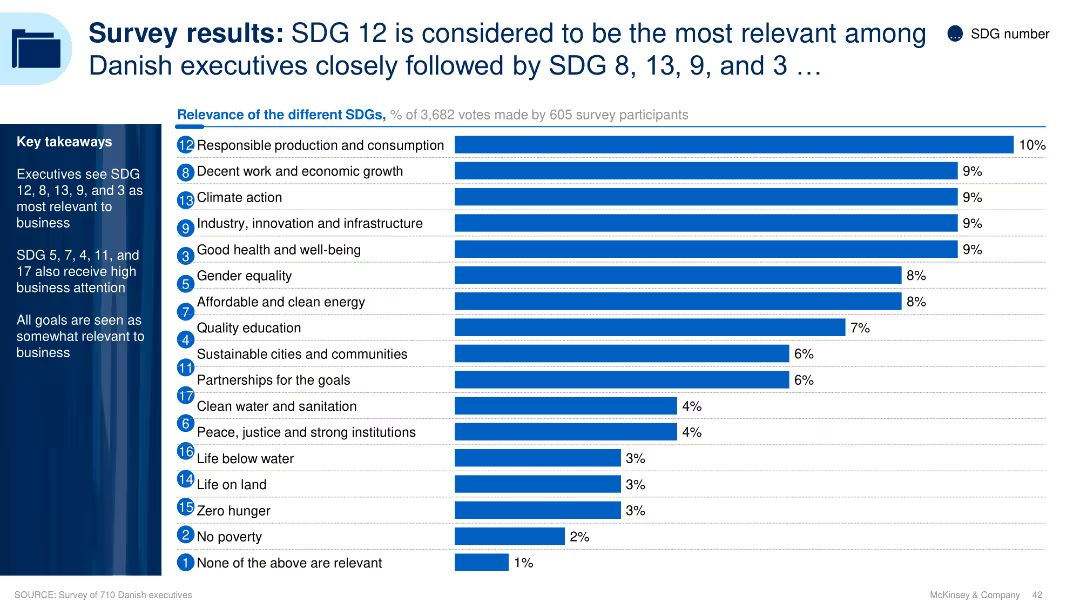 Survey results: SDG 12 is considered to be the most relevant among
Danish executives closely followed by SDG 8, 13, 9, and 3 …
SDG number
Relevance of the different SDGs, % of 3,682 votes made by 605 survey participants
Key takeaways
Executives see SDG
12, 8, 13, 9, and 3 as
most relevant to
business
SDG 5, 7, 4, 11, and
17 also receive high
business attention
All goals are seen as
somewhat relevant to
business
12 Responsible production and consumption 10%
8 Decent work and economic growth 9%
13 Climate action 9%
9 Industry, innovation and infrastructure 9%
3 Good health and well-being 9%
5 Gender equality 8%
7 Affordable and clean energy 8%
4 Quality education 7%
11 Sustainable cities and communities 6%
17 Partnerships for the goals 6%
6 Clean water and sanitation 4%
16 Peace, justice and strong institutions 4%
14 Life below water 3%
15 Life on land 3%
2 Zero hunger 3%
1 No poverty 2%
None of the above are relevant 1%
SOURCE: Survey of 710 Danish executives
McKinsey & Company 42